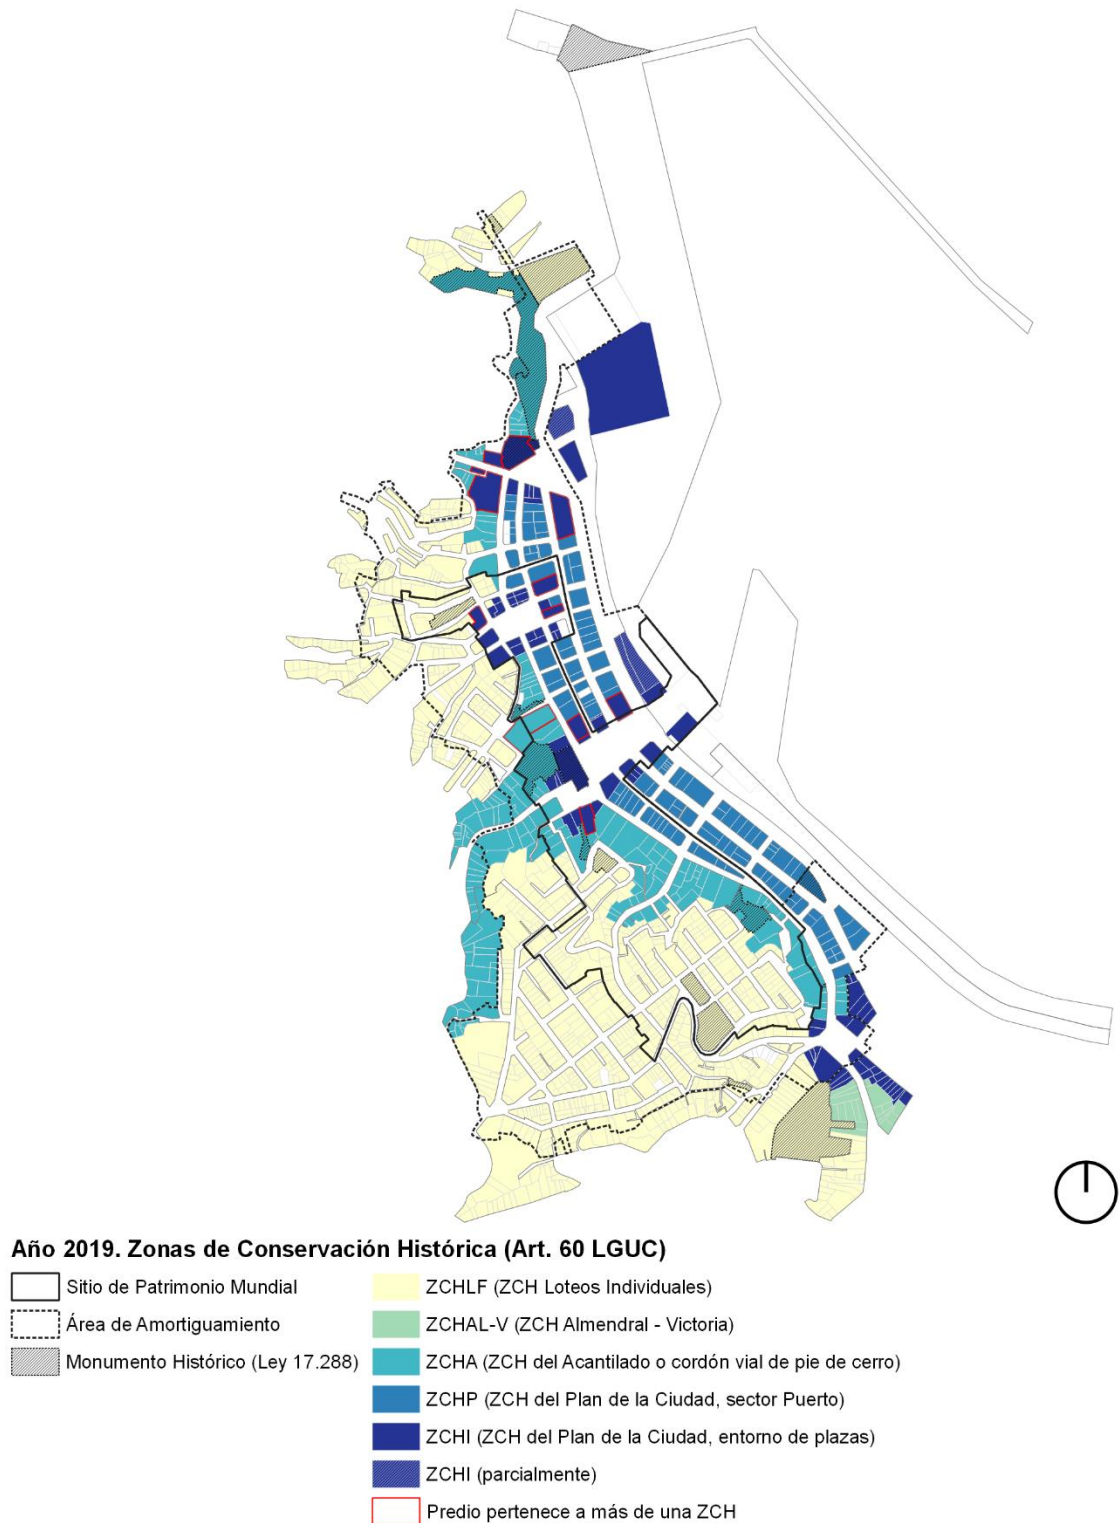 Año 2019. Zonas de Conservación Histórica (Art. 60 LGUC)
Sitio de Patrimonio Mundial
Área de Amortiguamiento
Monumento Histórico (Ley 17.288)
ZCHLF (ZCH Loteos Individuales)
ZCHAL-V (ZCH Almendral - Victoria)
ZCHA (ZCH del Acantilado o cordón vial de pie de cerro)
ZCHP (ZCH del Plan de la Ciudad, sector Puerto)
ZCHI (ZCH del Plan de la Ciudad, entorno de plazas)
ZCHI (parcialmente)
Predio pertenece a más de una ZCH